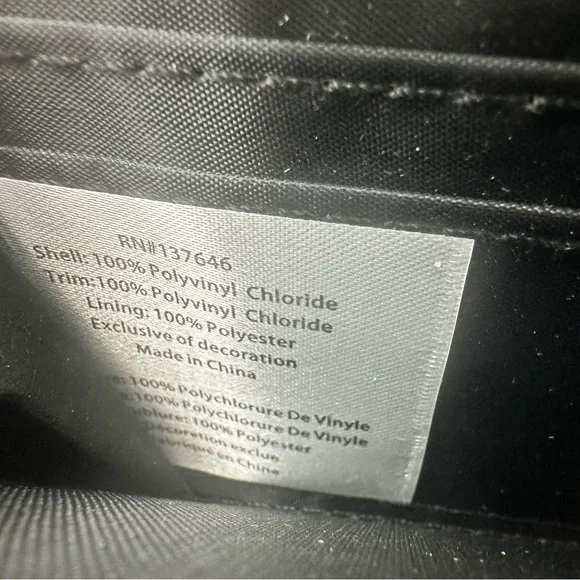 RN#137646
Shell: 100% Polyvinyl Chloride
Trim:100% Polyvinyl Chloride
Lining: 100% Polyester
Exclusive of decoration
Made in China
100% Polychlorure De Vinyle
100% Polychlorure De Vinyle
100% Polyester
Décoration exclue
en Chine